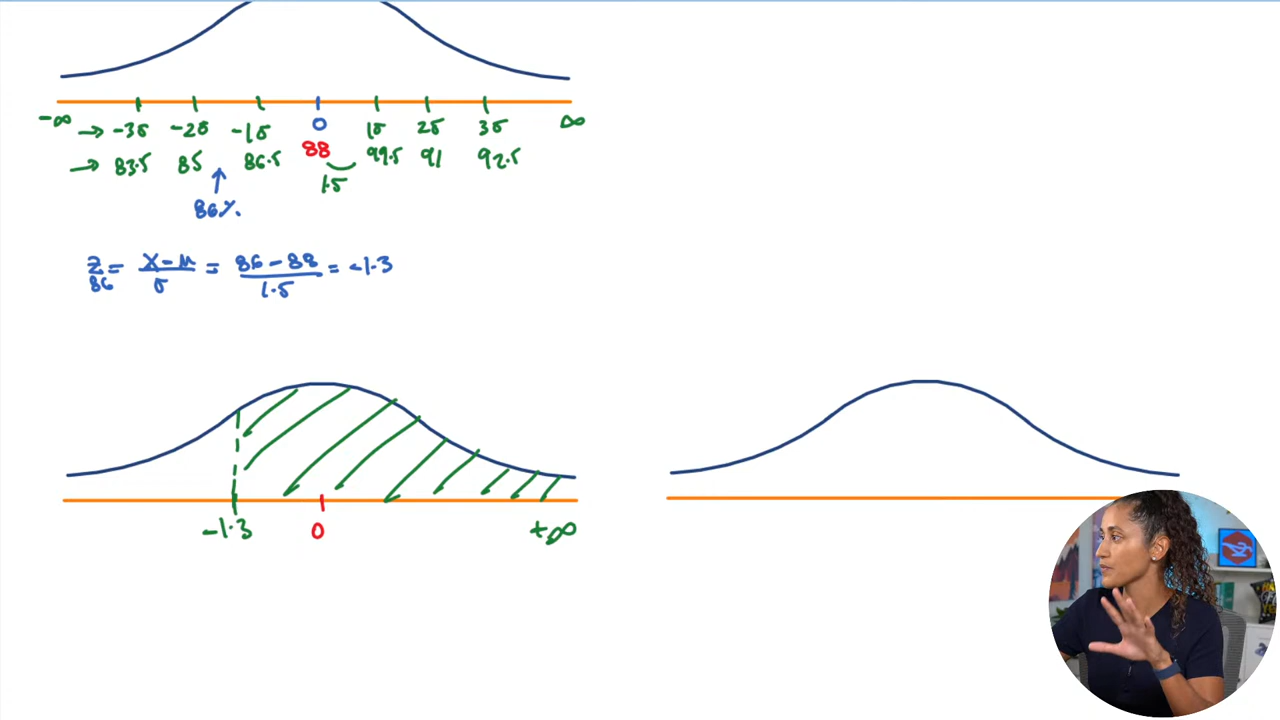 -∞ → -3σ -2σ -1σ 0 1σ 2σ 3σ ∞
→ 83.5 85 86.5 88 99.5 91 92.5
1.5
86%
z86 = X-μ/σ = 86-88/1.5 = -1.3
-1.3 0 +∞